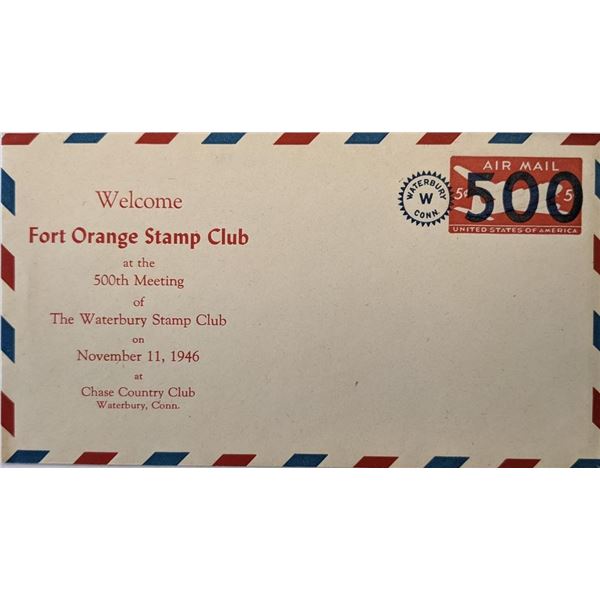 Welcome
Fort Orange Stamp Club
at the
500th Meeting
of
The Waterbury Stamp Club
on
November 11, 1946
at
Chase Country Club
Waterbury, Conn.
WATERBURY
W
CONN.
AIR MAIL
5¢ 500 5¢
UNITED STATES OF AMERICA